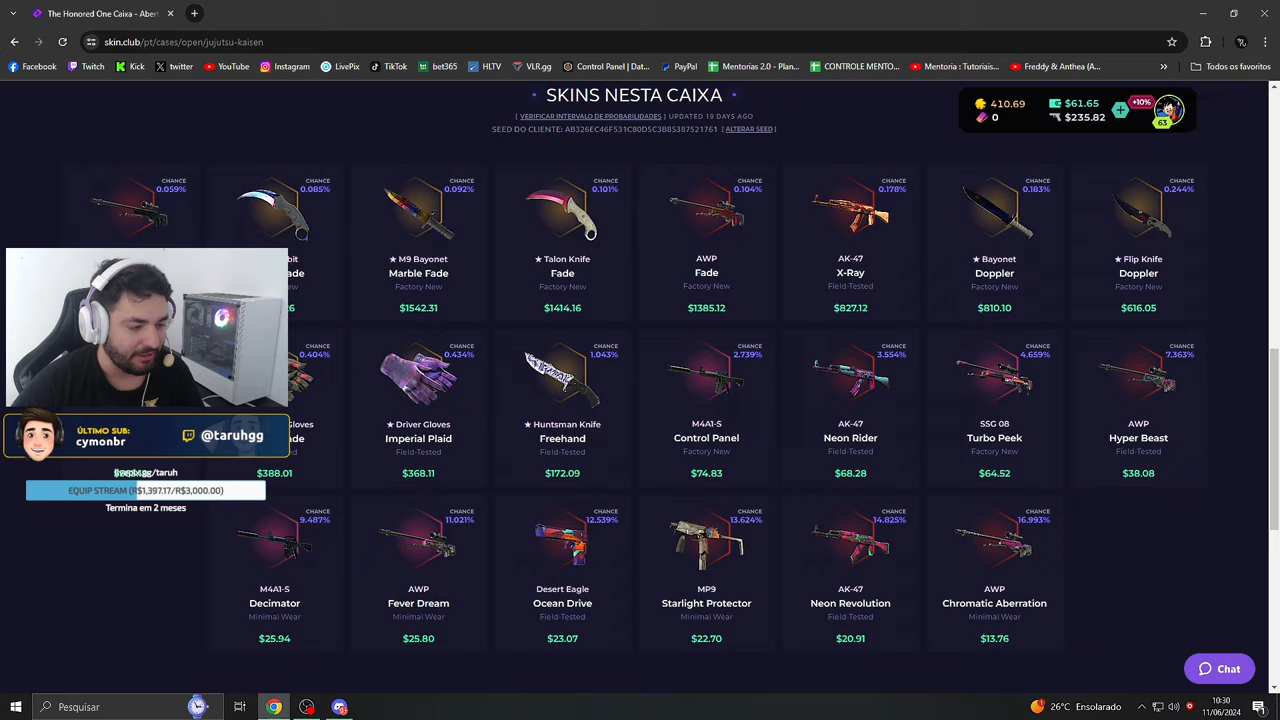 The Honored One Caixa - Aber
skin.club/pt/cases/open/jujutsu-kaisen
Facebook Twitch Kick twitter YouTube Instagram LivePix TikTok bet365 HLTV VLR.gg Control Panel | Dat... PayPal Mentorias 2.0 - Plan... CONTROLE MENTO... Mentoria : Tutoriais... Freddy & Anthea (A... » Todos os favoritos
SKINS NESTA CAIXA
[ VERIFICAR INTERVALO DE PROBABILIDADES ] UPDATED 19 DAYS AGO
SEED DO CLIENTE: AB326EC46F531C80D5C3B85387521761 [ ALTERAR SEED ]
410.69 $61.65 +10%
0 $235.82 63
CHANCE CHANCE CHANCE CHANCE CHANCE CHANCE CHANCE CHANCE
0.059% 0.085% 0.092% 0.101% 0.104% 0.178% 0.183% 0.244%
bit ★ M9 Bayonet ★ Talon Knife AWP AK-47 ★ Bayonet ★ Flip Knife
ade Marble Fade Fade Fade X-Ray Doppler Doppler
Factory New Factory New Factory New Field-Tested Factory New Factory New
$1542.31 $1414.16 $1385.12 $827.12 $810.10 $616.05
CHANCE CHANCE CHANCE CHANCE CHANCE CHANCE CHANCE
0.404% 0.434% 1.043% 2.739% 3.554% 4.659% 7.363%
Gloves ★ Driver Gloves ★ Huntsman Knife M4A1-S AK-47 SSG 08 AWP
ade Imperial Plaid Freehand Control Panel Neon Rider Turbo Peek Hyper Beast
Field-Tested Factory New Field-Tested Field-Tested Factory New Field-Tested
$388.01 $368.11 $172.09 $74.83 $68.28 $64.52 $38.08
ÚLTIMO SUB:
cymonbr
@taruhgg
EQUIP STREAM (R$1,397.17/R$3,000.00)
Termina em 2 meses
CHANCE CHANCE CHANCE CHANCE CHANCE CHANCE
9.487% 11.021% 12.539% 13.624% 14.825% 16.993%
M4A1-S AWP Desert Eagle MP9 AK-47 AWP
Decimator Fever Dream Ocean Drive Starlight Protector Neon Revolution Chromatic Aberration
Minimal Wear Minimal Wear Field-Tested Minimal Wear Field-Tested Minimal Wear
$25.94 $25.80 $23.07 $22.70 $20.91 $13.76
Chat
Pesquisar
26°C Ensolarado
10:30
11/06/2024